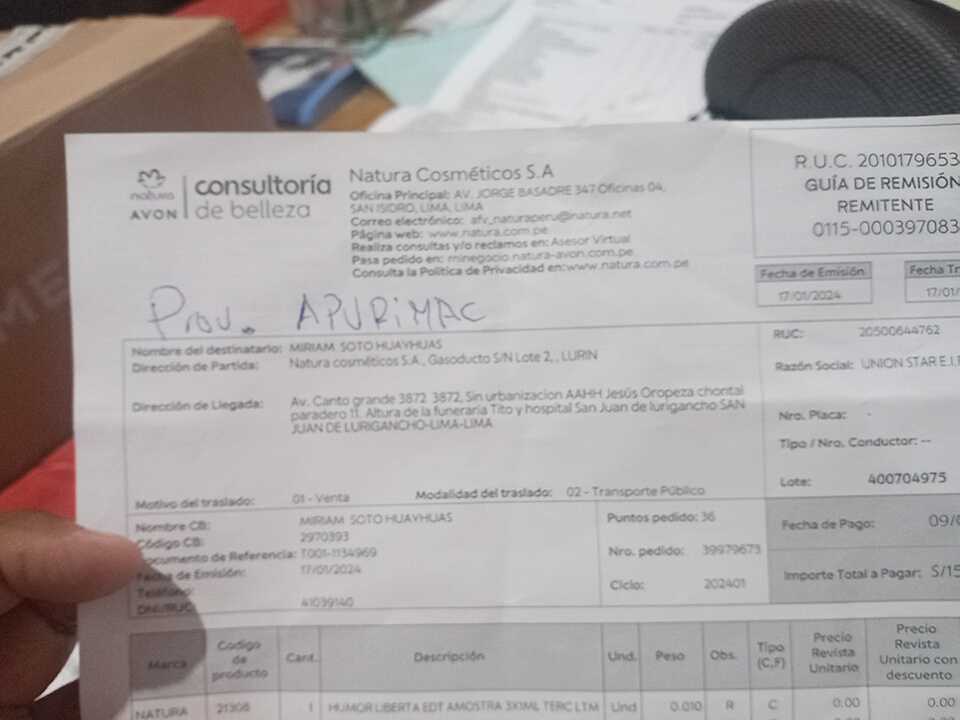 natura
AVON
consultoría
de belleza
Natura Cosméticos S.A
Oficina Principal: AV. JORGE BASADRE 347 Oficinas 04,
SAN ISIDRO, LIMA, LIMA
Correo electrónico: afv_naturaperu@natura.net
Página web: www.natura.com.pe
Realiza consultas y/o reclamos en: Asesor Virtual
Pasa pedido en: minegocio.natura-avon.com.pe
Consulta la Política de Privacidad en:www.natura.com.pe
R.U.C. 2010179653
GUÍA DE REMISIÓN
REMITENTE
0115-000397083
Fecha de Emisión
17/01/2024
Fecha Tr
17/01/
Prov. APURIMAC
Nombre del destinatario: MIRIAM SOTO HUAYHUAS
Dirección de Partida: Natura cosméticos S.A., Gasoducto S/N Lote 2, , LURIN
Dirección de Llegada: Av. Canto grande 3872 3872, Sin urbanizacion AAHH Jesús Oropeza chontal
paradero 11. Altura de la funeraria Tito y hospital San Juan de lurigancho SAN
JUAN DE LURIGANCHO-LIMA-LIMA
Motivo del traslado: 01 - Venta Modalidad del traslado: 02 - Transporte Público
RUC: 20500644762
Razón Social: UNION STAR E.I.R
Nro. Placa: -
Tipo / Nro. Conductor: --
Lote: 400704975
Nombre CB: MIRIAM SOTO HUAYHUAS
Código CB: 2970393
Documento de Referencia: T001-1134969
Fecha de Emisión: 17/01/2024
Teléfono:
DNI/RUC: 41039140
Puntos pedido: 36
Nro. pedido: 39979673
Ciclo: 202401
Fecha de Pago: 09/0
Importe Total a Pagar: S/15
Marca Codigo de producto Cant. Descripción Und. Peso Obs. Tipo (C,F) Precio Revista Unitario Precio Revista Unitario con descuento
NATURA 21308 1 HUMOR LIBERTA EDT AMOSTRA 3X1ML TERC LTM Und 0.010 R C 0.00 0.00